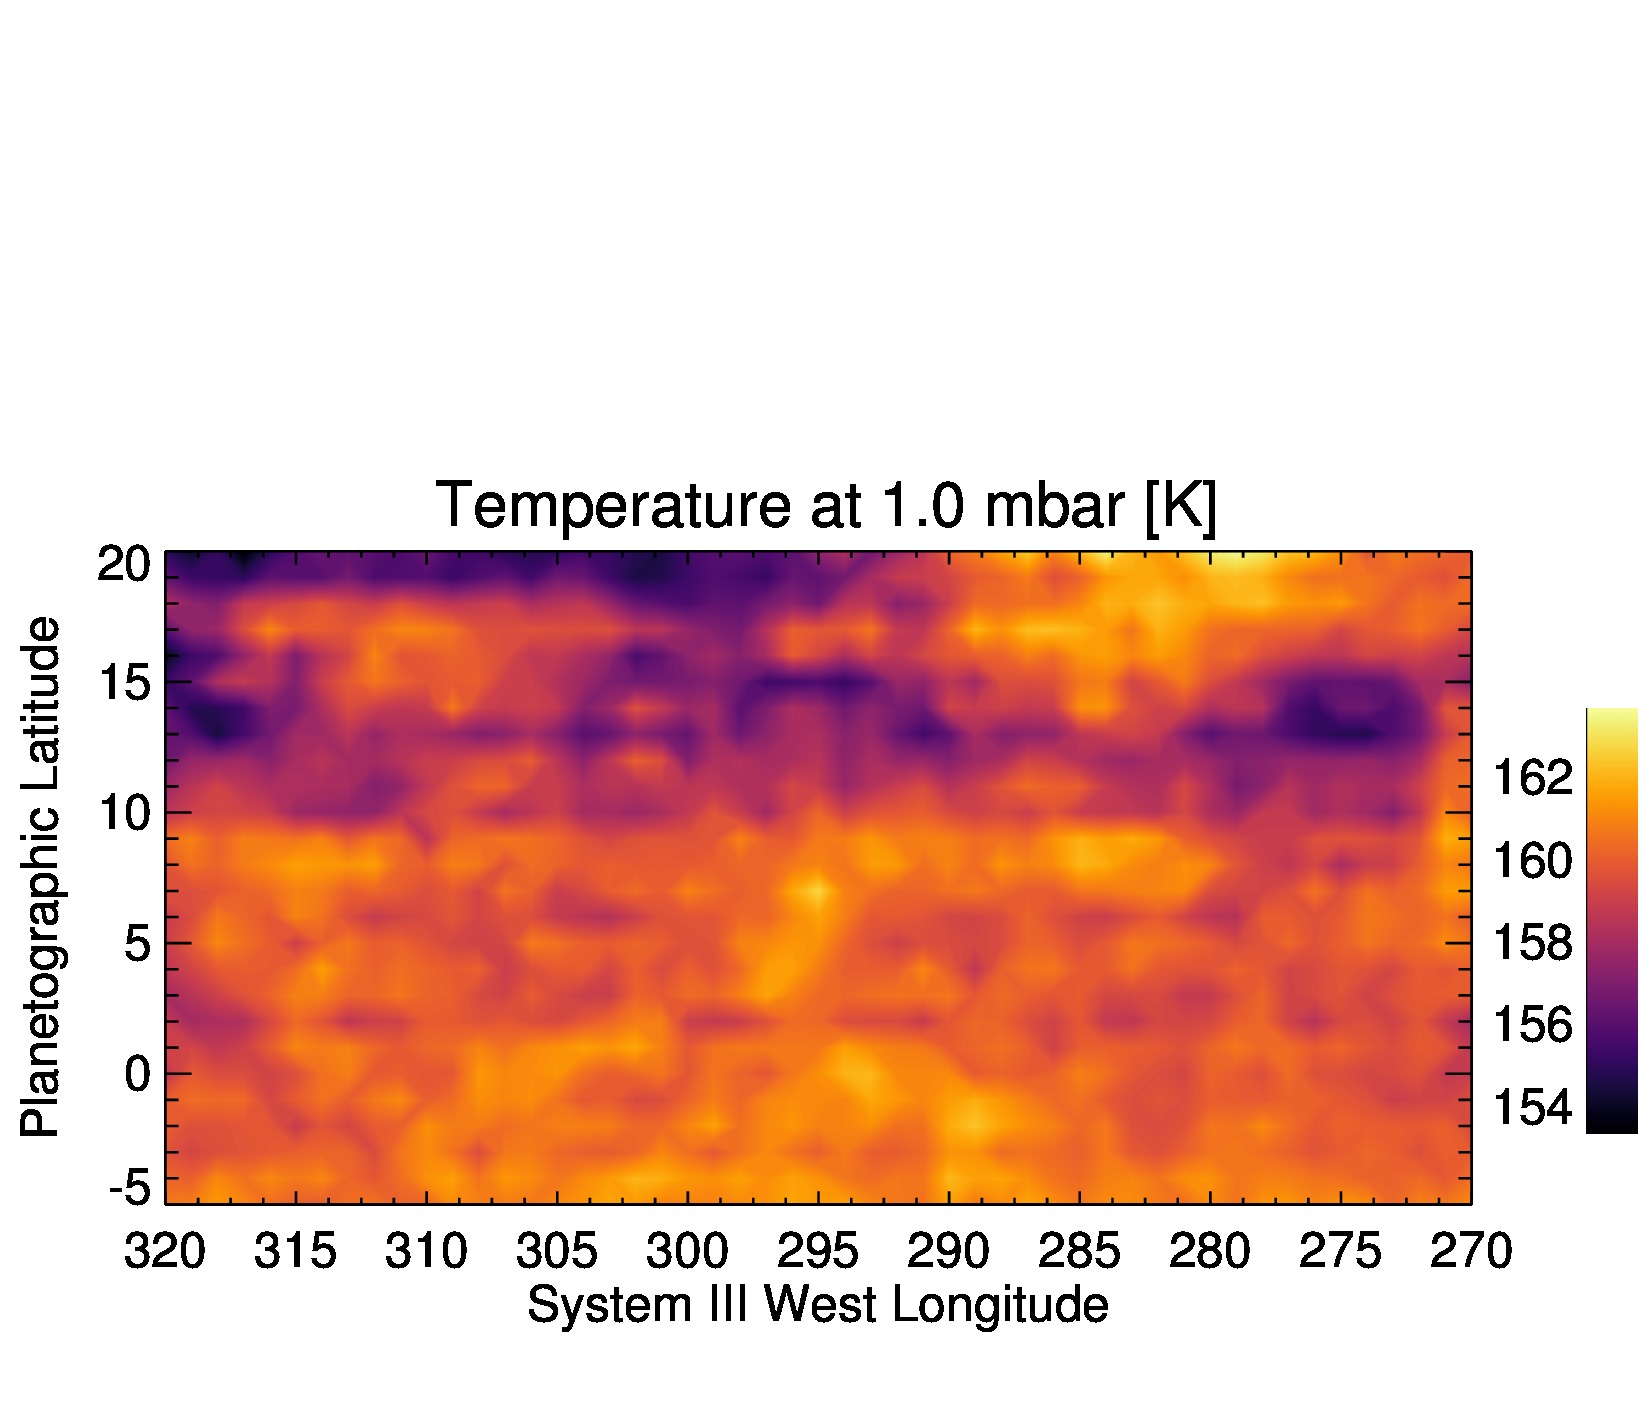 Temperature at 1.0 mbar [K]
Planetographic Latitude
20
15
10
5
0
-5
320 315 310 305 300 295 290 285 280 275 270
System III West Longitude
162
160
158
156
154